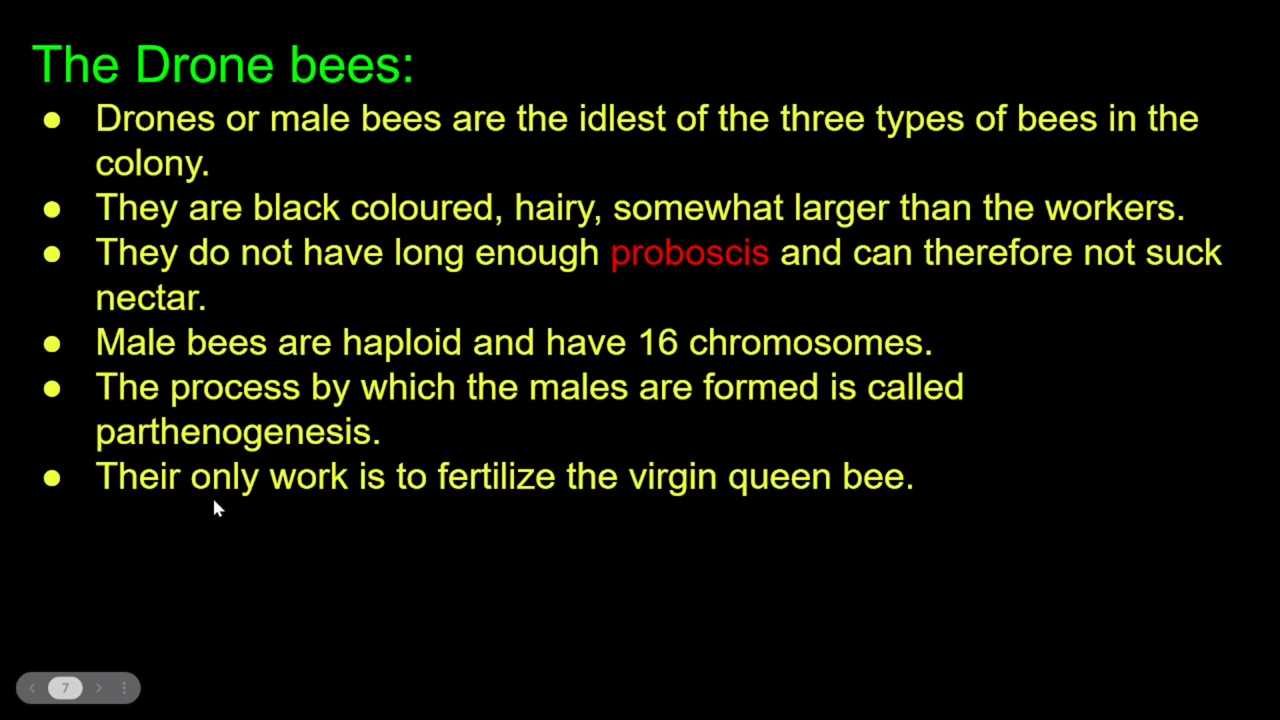 The Drone bees:
● Drones or male bees are the idlest of the three types of bees in the
colony.
● They are black coloured, hairy, somewhat larger than the workers.
● They do not have long enough proboscis and can therefore not suck
nectar.
● Male bees are haploid and have 16 chromosomes.
● The process by which the males are formed is called
parthenogenesis.
● Their only work is to fertilize the virgin queen bee.
7